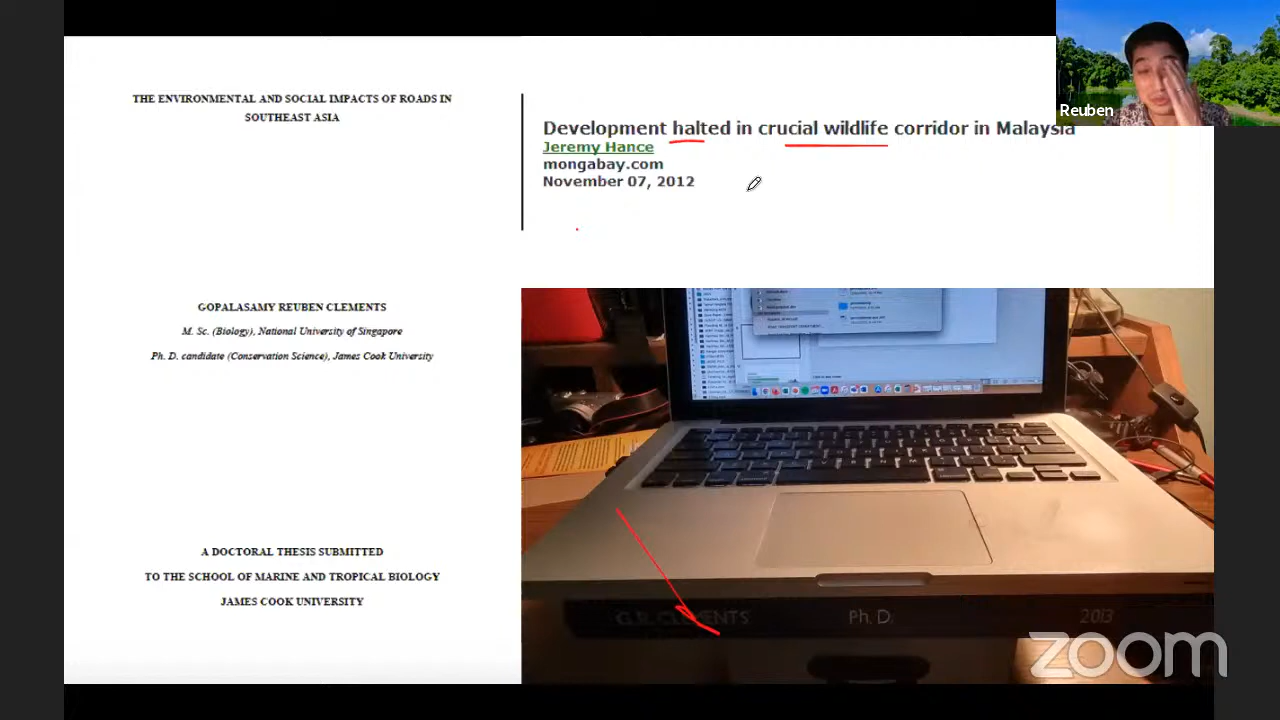 THE ENVIRONMENTAL AND SOCIAL IMPACTS OF ROADS IN
SOUTHEAST ASIA
GOPALASAMY REUBEN CLEMENTS
M. Sc. (Biology), National University of Singapore
Ph. D. candidate (Conservation Science), James Cook University
A DOCTORAL THESIS SUBMITTED
TO THE SCHOOL OF MARINE AND TROPICAL BIOLOGY
JAMES COOK UNIVERSITY
Development halted in crucial wildlife corridor in Malaysia
Jeremy Hance
mongabay.com
November 07, 2012
Reuben
G.R. CLEMENTS Ph. D. 2013
zoom